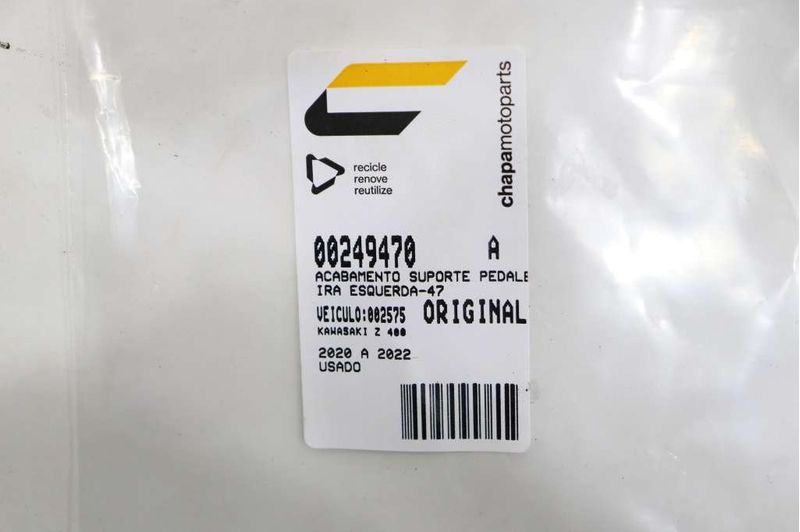 chapamotoparts
recicle
renove
reutilize
00249470 A
ACABAMENTO SUPORTE PEDALE
IRA ESQUERDA-47
VEICULO:002575 ORIGINAL
KAWASAKI Z 400
2020 A 2022
USADO